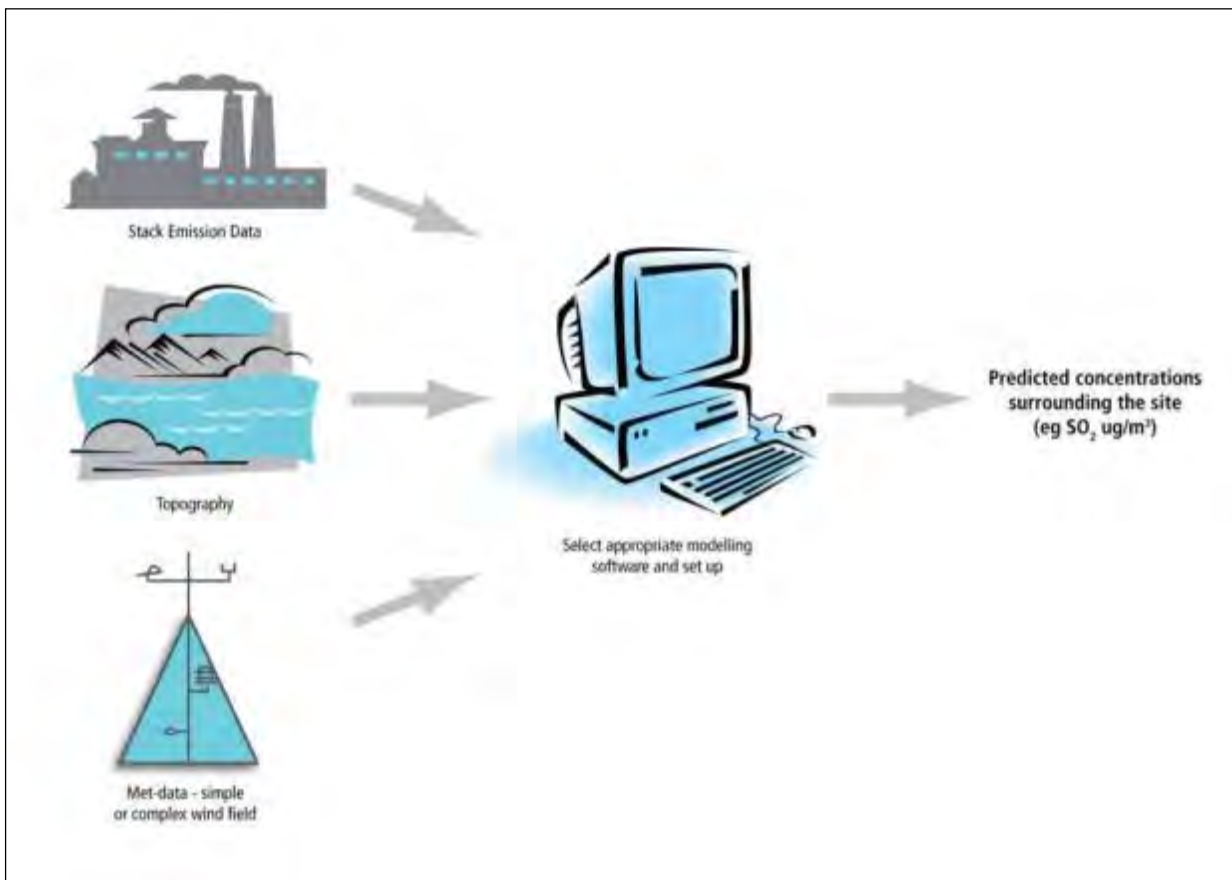 Stack Emission Data
Topography
Met-data - simple
or complex wind field
Select appropriate modelling
software and set up
Predicted concentrations
surrounding the site
(eg SO₂ ug/m³)